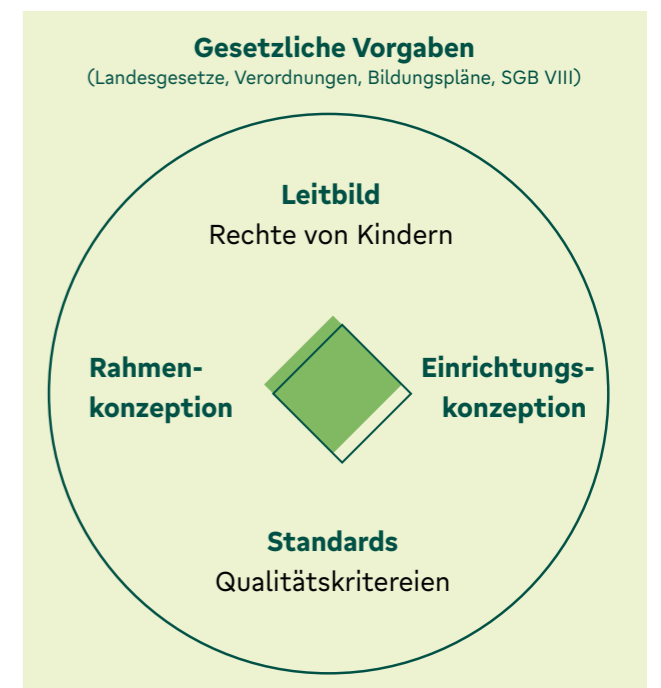 Gesetzliche Vorgaben
(Landesgesetze, Verordnungen, Bildungspläne, SGB VIII)
Leitbild
Rechte von Kindern
Rahmen-
konzeption
Einrichtungs-
konzeption
Standards
Qualitätskritereien